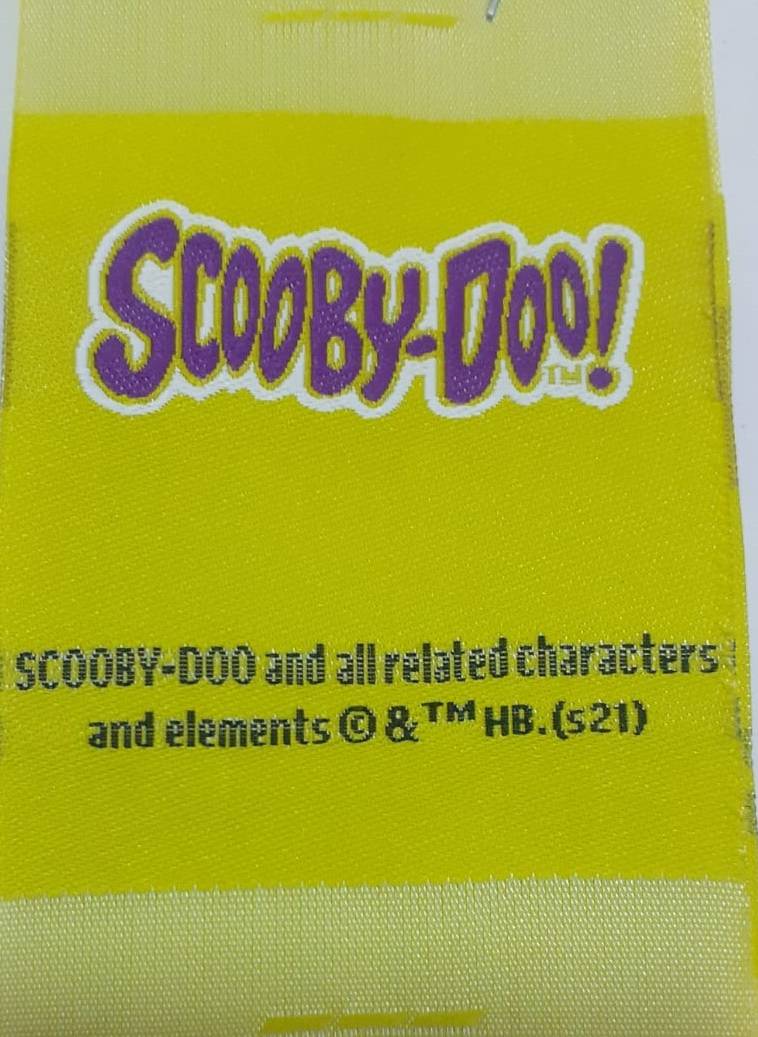 SCOOBY-DOO!
TM
SCOOBY-DOO and all related characters
and elements © & ™ HB.(s21)